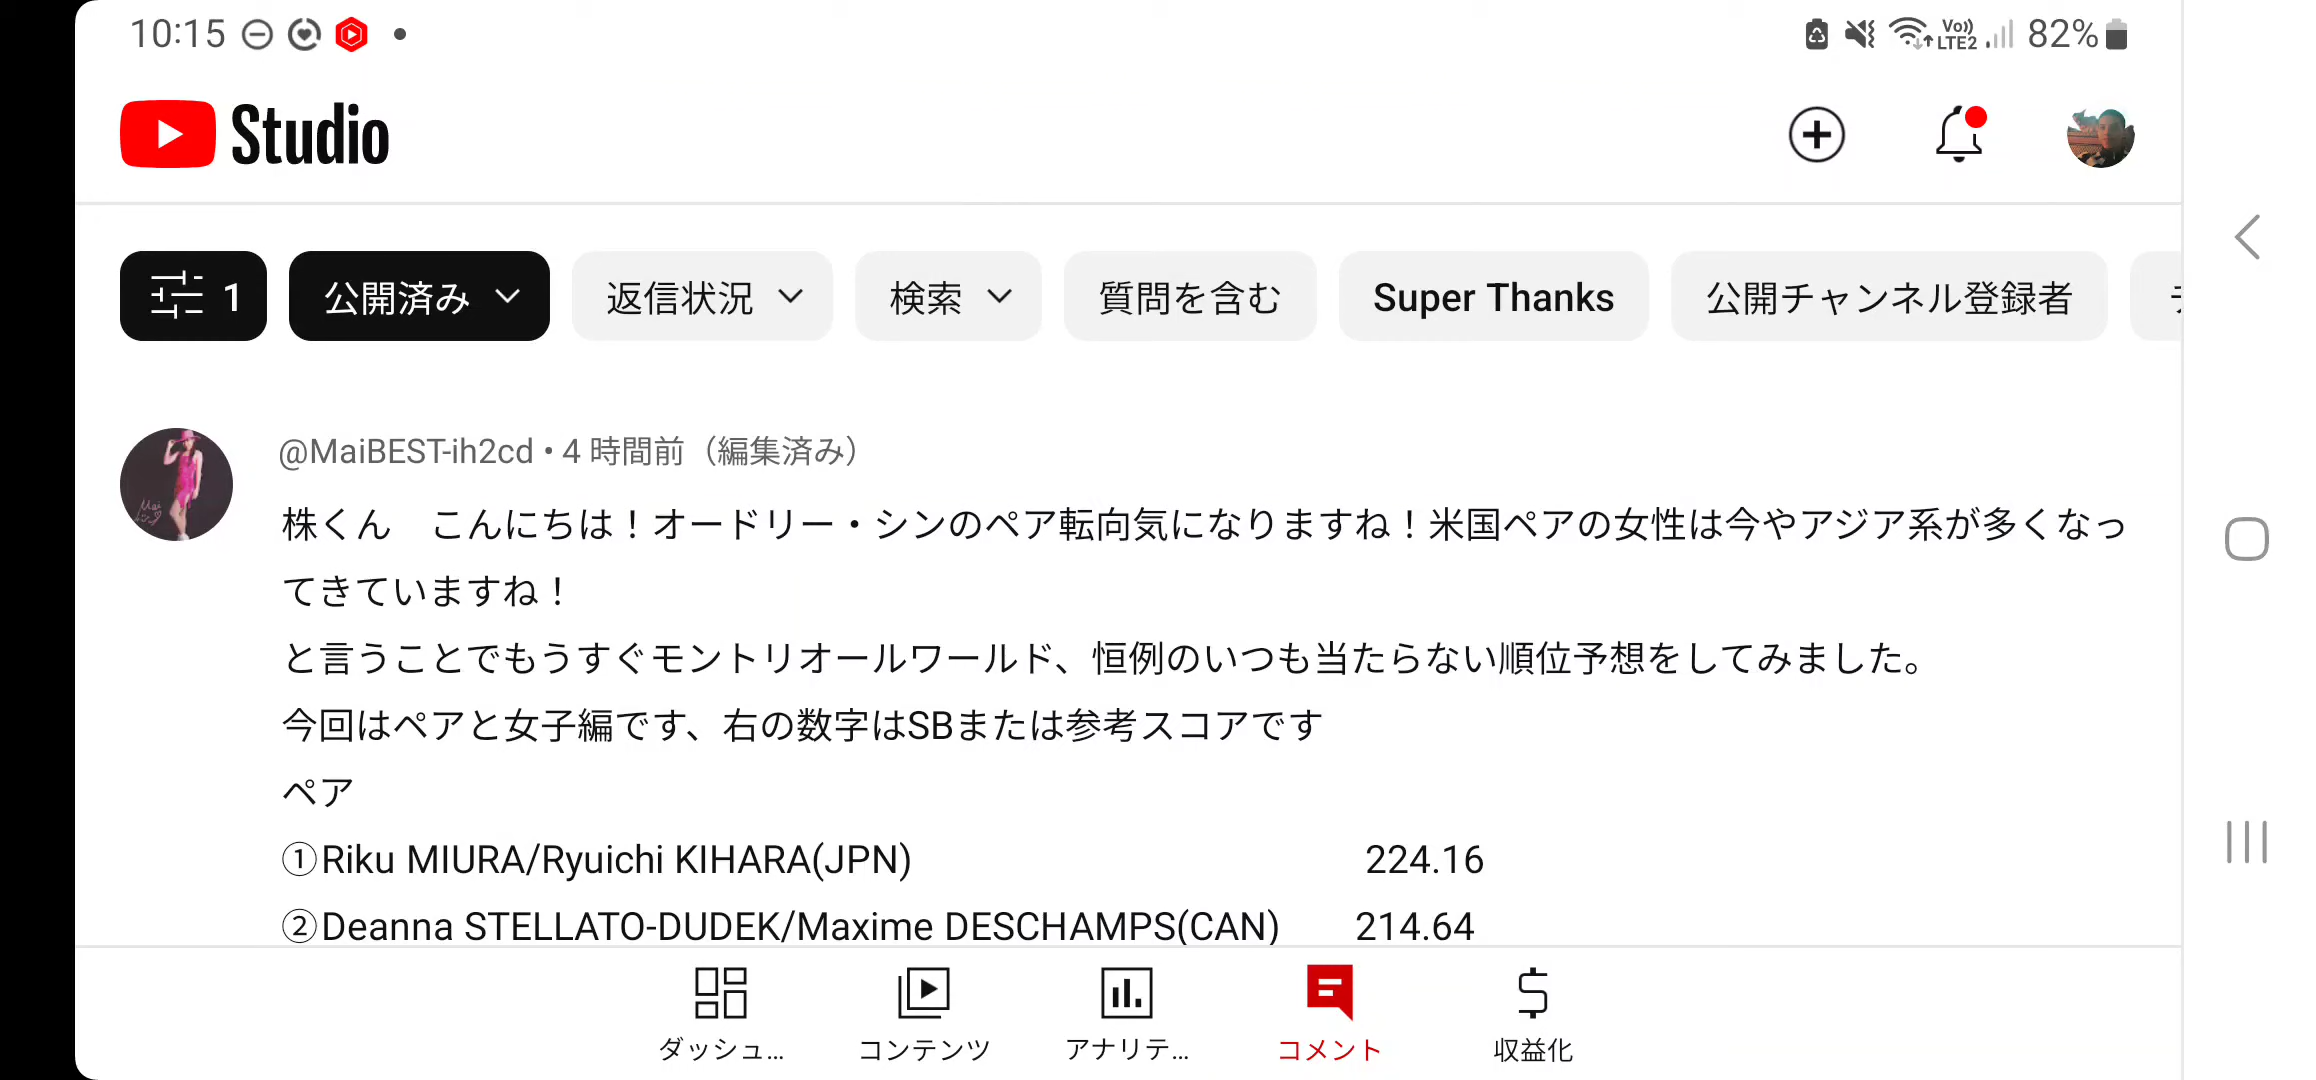 10:15
Vo)) LTE2 82%
Studio
1 公開済み 返信状況 検索 質問を含む Super Thanks 公開チャンネル登録者
@MaiBEST-ih2cd • 4 時間前（編集済み）
株くん　こんにちは！オードリー・シンのペア転向気になりますね！米国ペアの女性は今やアジア系が多くなっ
てきていますね！
と言うことでもうすぐモントリオールワールド、恒例のいつも当たらない順位予想をしてみました。
今回はペアと女子編です、右の数字はSBまたは参考スコアです
ペア
①Riku MIURA/Ryuichi KIHARA(JPN) 224.16
②Deanna STELLATO-DUDEK/Maxime DESCHAMPS(CAN) 214.64
ダッシュ... コンテンツ アナリテ... コメント 収益化